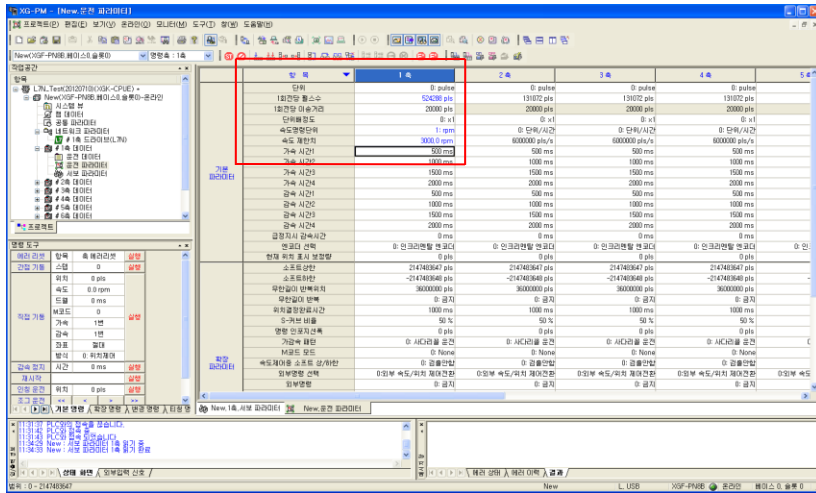 XG-PM - [New.운전 파라미터]
프로젝트(P) 편집(E) 보기(V) 온라인(O) 모니터(M) 도구(T) 창(W) 도움말(H)
New(XGF-PN8B,베이스0,슬롯0) 명령축 : 1축
작업공간
항목
L7N_Test(20120710)(XGK-CPUE) -
New(XGF-PN8B,베이스0,슬롯0)-온라인
시스템 뷰
캠 데이터
공통 파라미터
네트워크 파라미터
#1축 드라이브(L7N)
#1축 데이터
운전 데이터
운전 파라미터
서보 파라미터
#2축 데이터
#3축 데이터
#4축 데이터
#5축 데이터
#6축 데이터
프로젝트
명령 도구
에러 리셋 항목 축 에러리셋 실행
간접 기동 스텝 0 실행
직접 기동
위치 0 pls
속도 0.0 rpm
드웰 0 ms
M코드 0 실행
가속 1번
감속 1번
좌표 절대
방식 0: 위치제어
감속 정지 시간 0 ms 실행
재시작 실행
인칭 운전 위치 0 pls 실행
조그 운전 << < > >>
기본 명령 확장 명령 변경 명령 티칭 명
항 목 1 축 2 축 3 축 4 축 5 축
기본 파라미터
단위 0: pulse 0: pulse 0: pulse 0: pulse
1회전당 펄스수 524288 pls 131072 pls 131072 pls 131072 pls
1회전당 이송거리 20000 pls 20000 pls 20000 pls 20000 pls
단위배정도 0: x1 0: x1 0: x1 0: x1
속도명령단위 1: rpm 0: 단위/시간 0: 단위/시간 0: 단위/시간
속도 제한치 3000.0 rpm 6000000 pls/s 6000000 pls/s 6000000 pls/s
가속 시간1 500 ms 500 ms 500 ms 500 ms
가속 시간2 1000 ms 1000 ms 1000 ms 1000 ms
가속 시간3 1500 ms 1500 ms 1500 ms 1500 ms
가속 시간4 2000 ms 2000 ms 2000 ms 2000 ms
감속 시간1 500 ms 500 ms 500 ms 500 ms
감속 시간2 1000 ms 1000 ms 1000 ms 1000 ms
감속 시간3 1500 ms 1500 ms 1500 ms 1500 ms
감속 시간4 2000 ms 2000 ms 2000 ms 2000 ms
급정지시 감속시간 0 ms 0 ms 0 ms 0 ms
엔코더 선택 0: 인크리멘탈 엔코더 0: 인크리멘탈 엔코더 0: 인크리멘탈 엔코더 0: 인크리멘탈 엔코더 0: 인
현재 위치 표시 보정량 0 pls 0 pls 0 pls 0 pls
확장 파라미터
소프트상한 2147483647 pls 2147483647 pls 2147483647 pls 2147483647 pls
소프트하한 -2147483648 pls -2147483648 pls -2147483648 pls -2147483648 pls
무한길이 반복위치 36000000 pls 36000000 pls 36000000 pls 36000000 pls
무한길이 반복 0: 금지 0: 금지 0: 금지 0: 금지
위치결정완료시간 1000 ms 1000 ms 1000 ms 1000 ms
S-커브 비율 50 % 50 % 50 % 50 %
명령 인포지션폭 0 pls 0 pls 0 pls 0 pls
가감속 패턴 0: 사다리꼴 운전 0: 사다리꼴 운전 0: 사다리꼴 운전 0: 사다리꼴 운전
M코드 모드 0: None 0: None 0: None 0: None
속도제어중 소프트 상/하한 0: 검출안함 0: 검출안함 0: 검출안함 0: 검출안함
외부명령 선택 0:외부 속도/위치 제어전환 0:외부 속도/위치 제어전환 0:외부 속도/위치 제어전환 0:외부 속도/위치 제어전환 0:외부 속
외부명령 0: 금지 0: 금지 0: 금지 0: 금지
New,1축,서보 파라미터 New,운전 파라미터
11:31:37 PLC와의 접속을 끊습니다.
11:31:42 PLC와 접속 중
11:31:43 PLC와 접속 되었습니다.
11:34:29 New : 서보 파라미터 1축 읽기 중
11:34:33 New : 서보 파라미터 1축 읽기 완료
상태 화면 외부입력 신호 에러 상태 에러 이력 결과
범위 : 0 ~ 2147483647 New L, USB XGF-PN8B 온라인 베이스 0, 슬롯 0